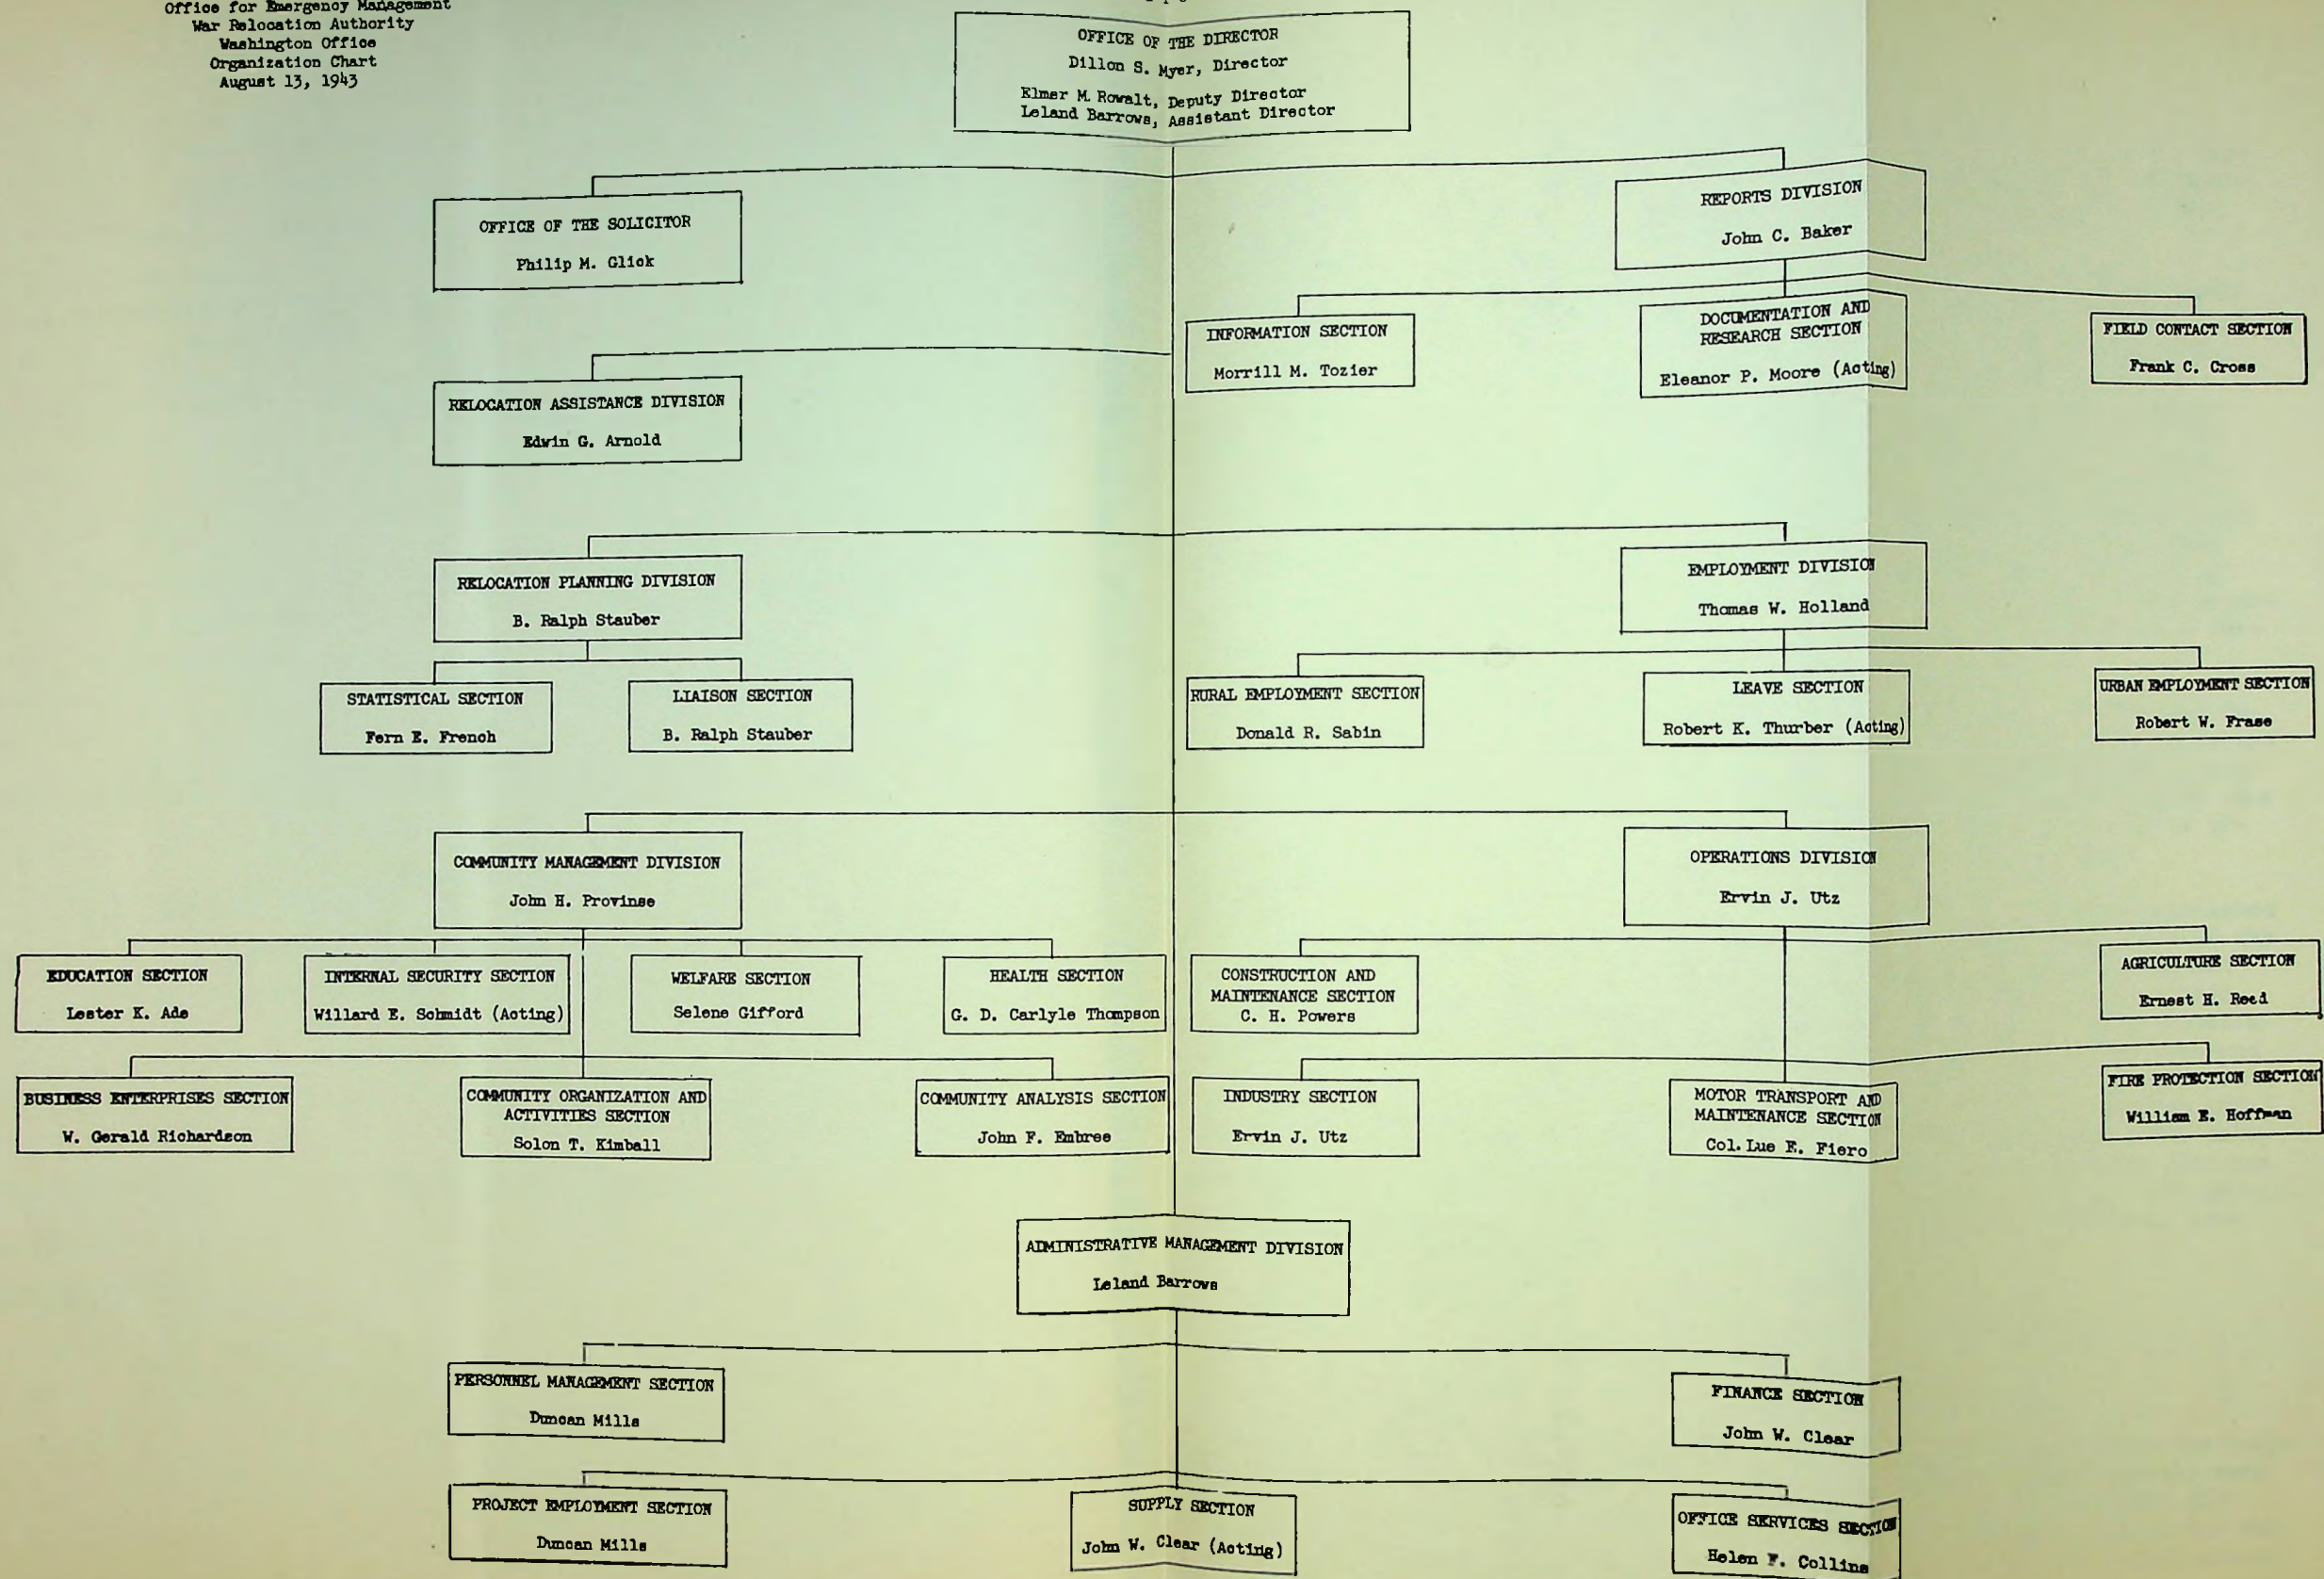 Office for Emergency Management
War Relocation Authority
Washington Office
Organization Chart
August 13, 1943
OFFICE OF THE DIRECTOR
Dillon S. Myer, Director
Elmer M. Rowalt, Deputy Director
Leland Barrows, Assistant Director
OFFICE OF THE SOLICITOR
Philip M. Glick
REPORTS DIVISION
John C. Baker
INFORMATION SECTION
Morrill M. Tozier
DOCUMENTATION AND
RESEARCH SECTION
Eleanor P. Moore (Acting)
FIELD CONTACT SECTION
Frank C. Cross
RELOCATION ASSISTANCE DIVISION
Edwin G. Arnold
RELOCATION PLANNING DIVISION
B. Ralph Stauber
EMPLOYMENT DIVISION
Thomas W. Holland
STATISTICAL SECTION
Fern E. French
LIAISON SECTION
B. Ralph Stauber
RURAL EMPLOYMENT SECTION
Donald R. Sabin
LEAVE SECTION
Robert K. Thurber (Acting)
URBAN EMPLOYMENT SECTION
Robert W. Frase
COMMUNITY MANAGEMENT DIVISION
John H. Provinse
OPERATIONS DIVISION
Ervin J. Utz
EDUCATION SECTION
Lester K. Ade
INTERNAL SECURITY SECTION
Willard E. Schmidt (Acting)
WELFARE SECTION
Selene Gifford
HEALTH SECTION
G. D. Carlyle Thompson
CONSTRUCTION AND
MAINTENANCE SECTION
C. H. Powers
AGRICULTURE SECTION
Ernest H. Reed
BUSINESS ENTERPRISES SECTION
W. Gerald Richardson
COMMUNITY ORGANIZATION AND
ACTIVITIES SECTION
Solon T. Kimball
COMMUNITY ANALYSIS SECTION
John F. Embree
INDUSTRY SECTION
Ervin J. Utz
MOTOR TRANSPORT AND
MAINTENANCE SECTION
Col. Lue E. Fiero
FIRE PROTECTION SECTION
William E. Hoffman
ADMINISTRATIVE MANAGEMENT DIVISION
Leland Barrows
PERSONNEL MANAGEMENT SECTION
Duncan Mills
FINANCE SECTION
John W. Clear
PROJECT EMPLOYMENT SECTION
Duncan Mills
SUPPLY SECTION
John W. Clear (Acting)
OFFICE SERVICES SECTION
Helen F. Collins